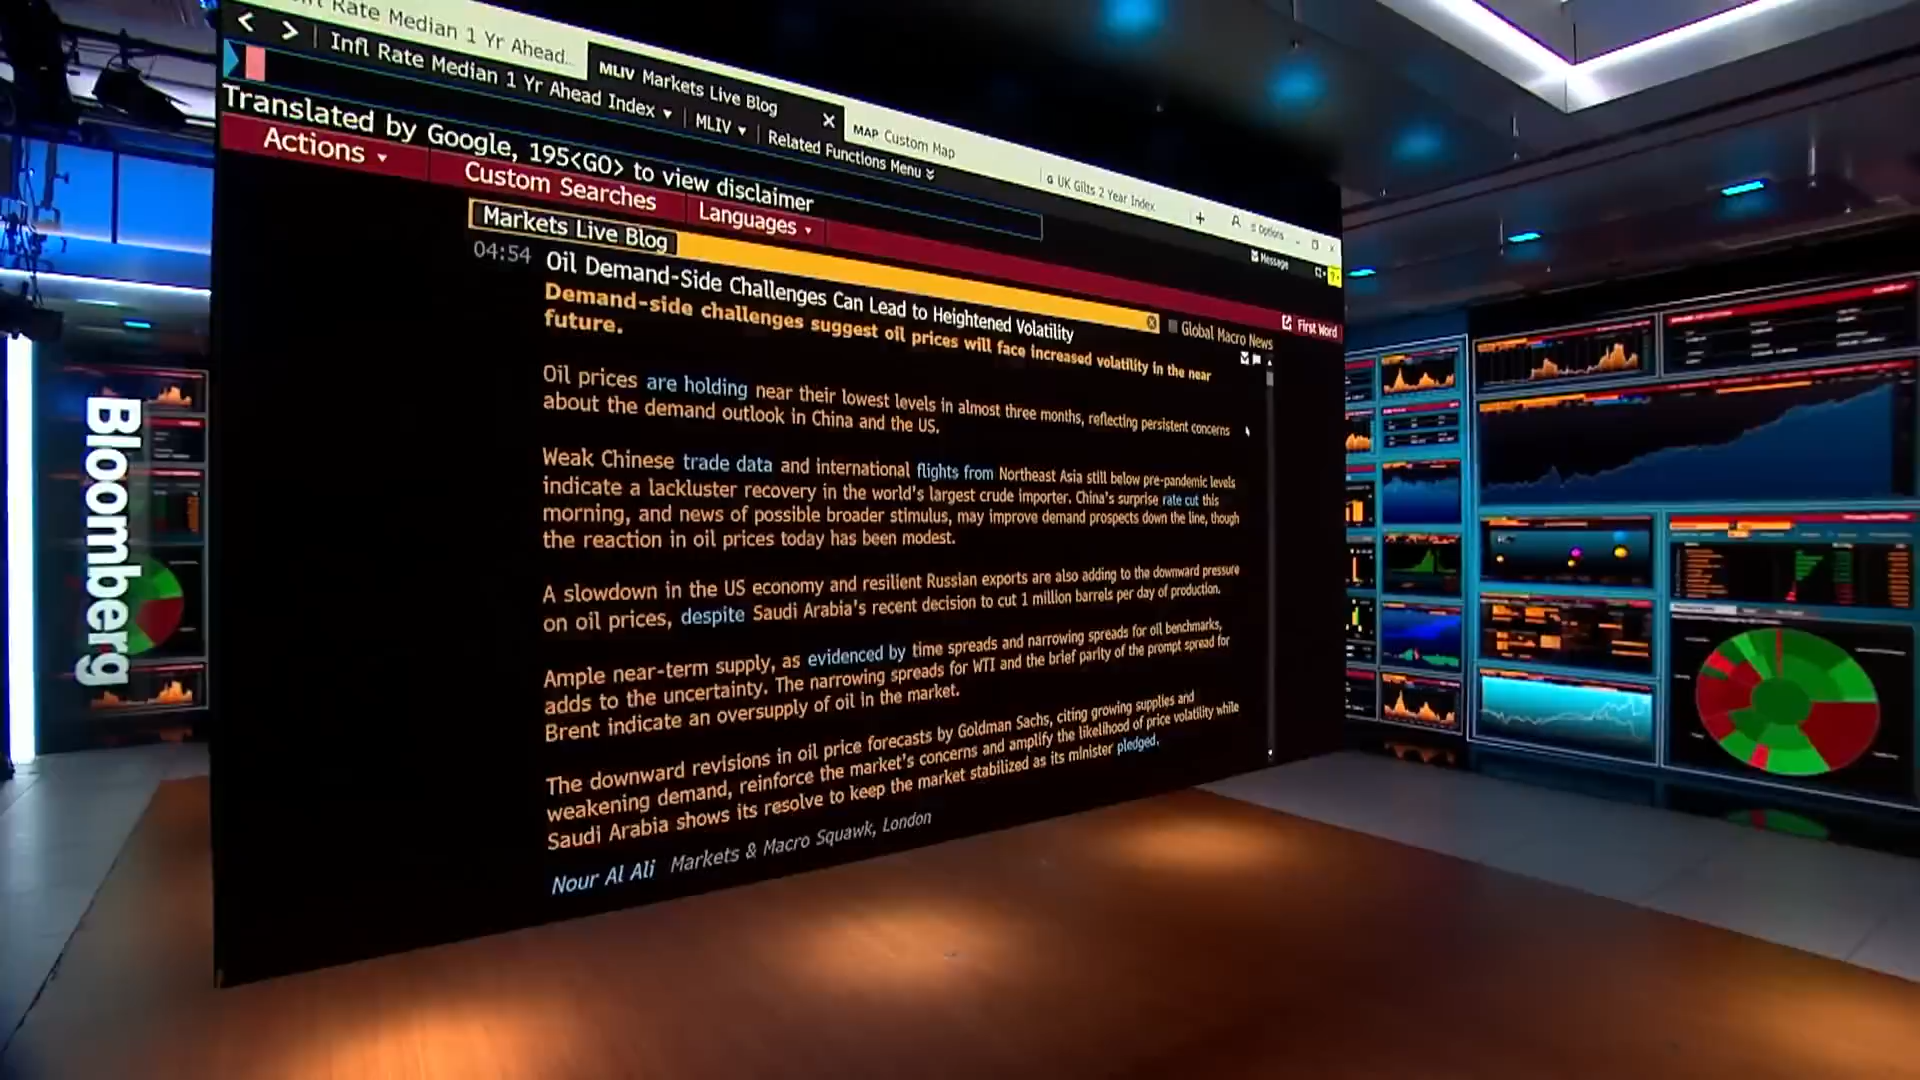 Infl Rate Median 1 Yr Ahead...
MLIV Markets Live Blog
MAP Custom Map
G UK Gilts 2 Year Index
Options
Infl Rate Median 1 Yr Ahead Index
MLIV
Related Functions Menu
Message
Translated by Google, 195<GO> to view disclaimer
Actions
Custom Searches
Languages
Markets Live Blog
Global Macro News
First Word
04:54
Oil Demand-Side Challenges Can Lead to Heightened Volatility
Demand-side challenges suggest oil prices will face increased volatility in the near
future.
Oil prices are holding near their lowest levels in almost three months, reflecting persistent concerns
about the demand outlook in China and the US.
Weak Chinese trade data and international flights from Northeast Asia still below pre-pandemic levels
indicate a lackluster recovery in the world's largest crude importer. China's surprise rate cut this
morning, and news of possible broader stimulus, may improve demand prospects down the line, though
the reaction in oil prices today has been modest.
A slowdown in the US economy and resilient Russian exports are also adding to the downward pressure
on oil prices, despite Saudi Arabia's recent decision to cut 1 million barrels per day of production.
Ample near-term supply, as evidenced by time spreads and narrowing spreads for oil benchmarks,
adds to the uncertainty. The narrowing spreads for WTI and the brief parity of the prompt spread for
Brent indicate an oversupply of oil in the market.
The downward revisions in oil price forecasts by Goldman Sachs, citing growing supplies and
weakening demand, reinforce the market's concerns and amplify the likelihood of price volatility while
Saudi Arabia shows its resolve to keep the market stabilized as its minister pledged.
Nour Al Ali Markets & Macro Squawk, London
Bloomberg